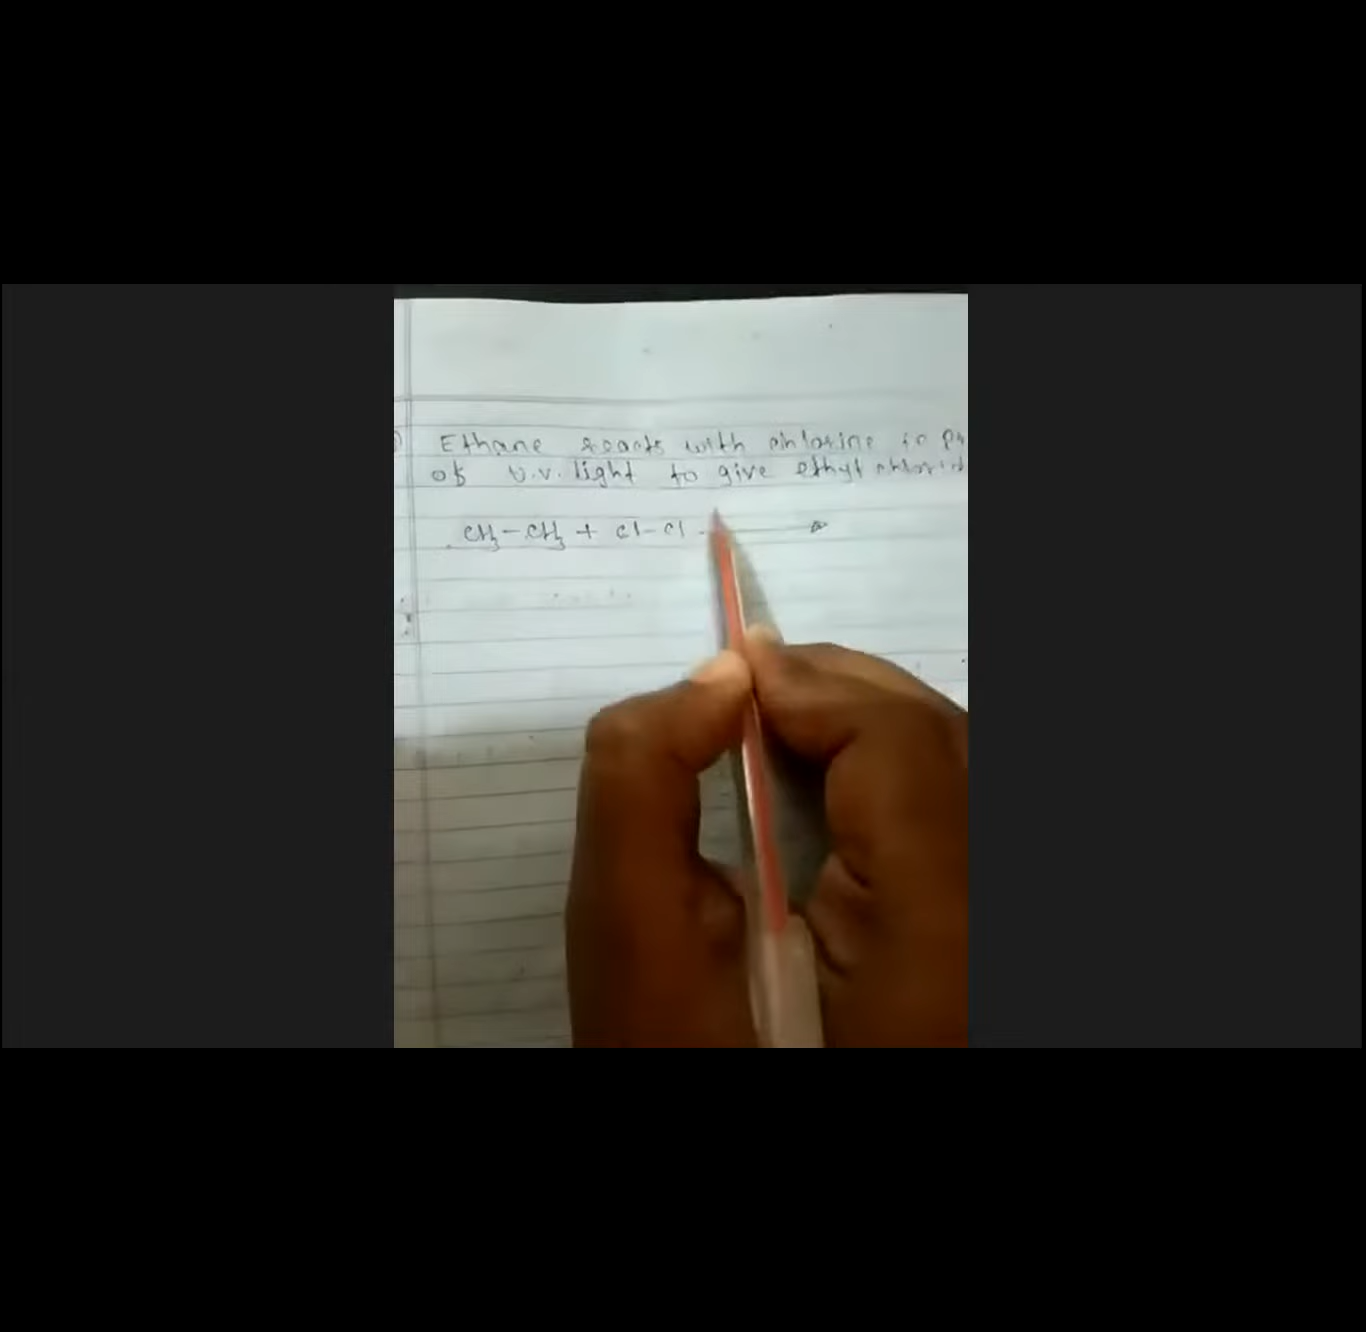 Ethane reacts with chlorine in
of U.V. light to give ethyl
CH₃ - CH₃ + Cl - Cl →